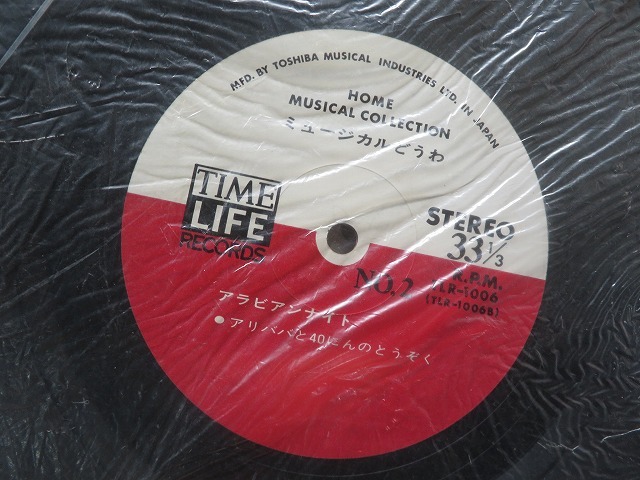 MFD. BY TOSHIBA MUSICAL INDUSTRIES LTD. IN JAPAN
HOME
MUSICAL COLLECTION
ミュージカルどうわ
TIME
LIFE
RECORDS
STEREO
33 1/3
R.P.M.
NO. 2
TLR-1006
(TLR-1006B)
アラビアンナイト
● アリババと40にんのとうぞく